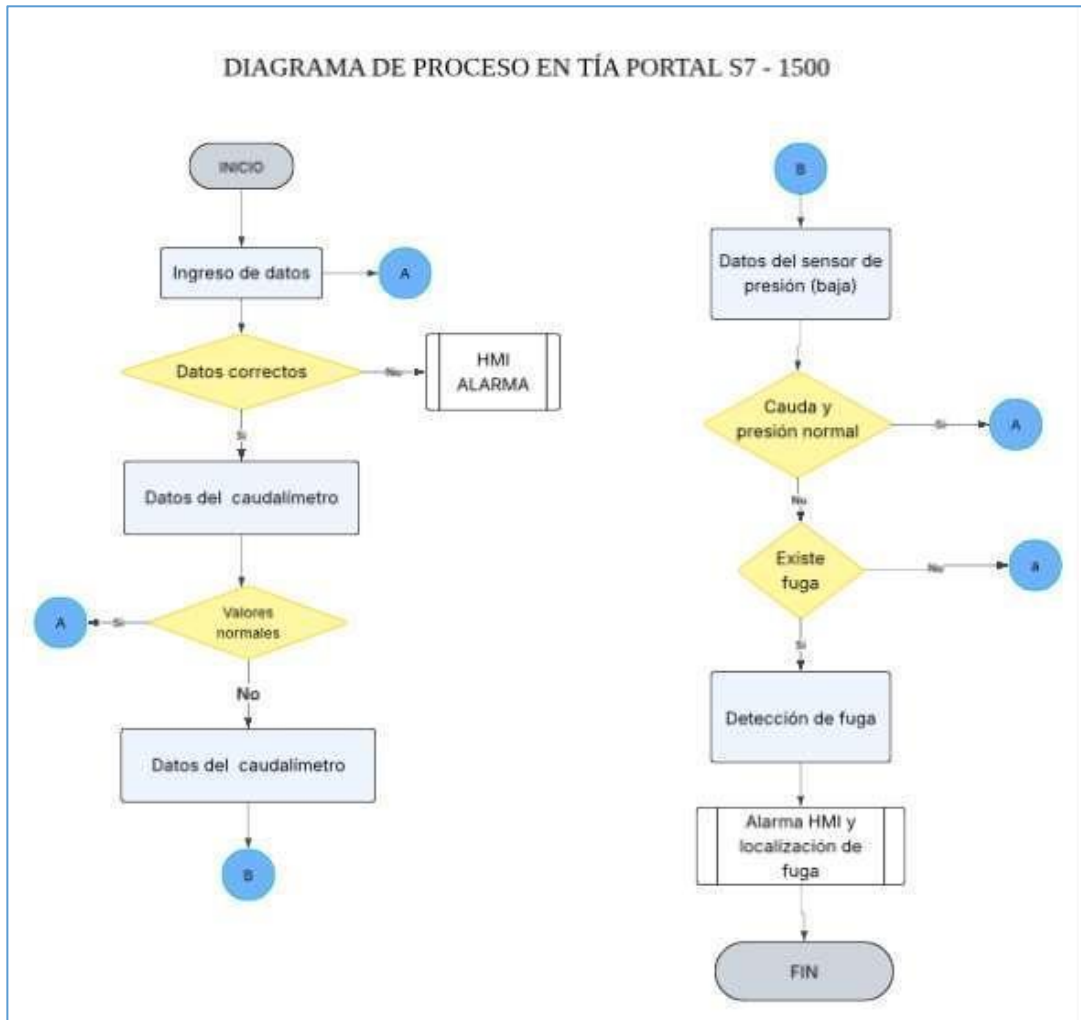 DIAGRAMA DE PROCESO EN TÍA PORTAL S7 - 1500
INICIO
Ingreso de datos
A
Datos correctos
No
HMI
ALARMA
Si
Datos del caudalímetro
Valores
normales
Si
A
No
Datos del caudalímetro
B
B
Datos del sensor de
presión (baja)
Cauda y
presión normal
Si
A
No
Existe
fuga
No
a
Si
Detección de fuga
Alarma HMI y
localización de
fuga
FIN